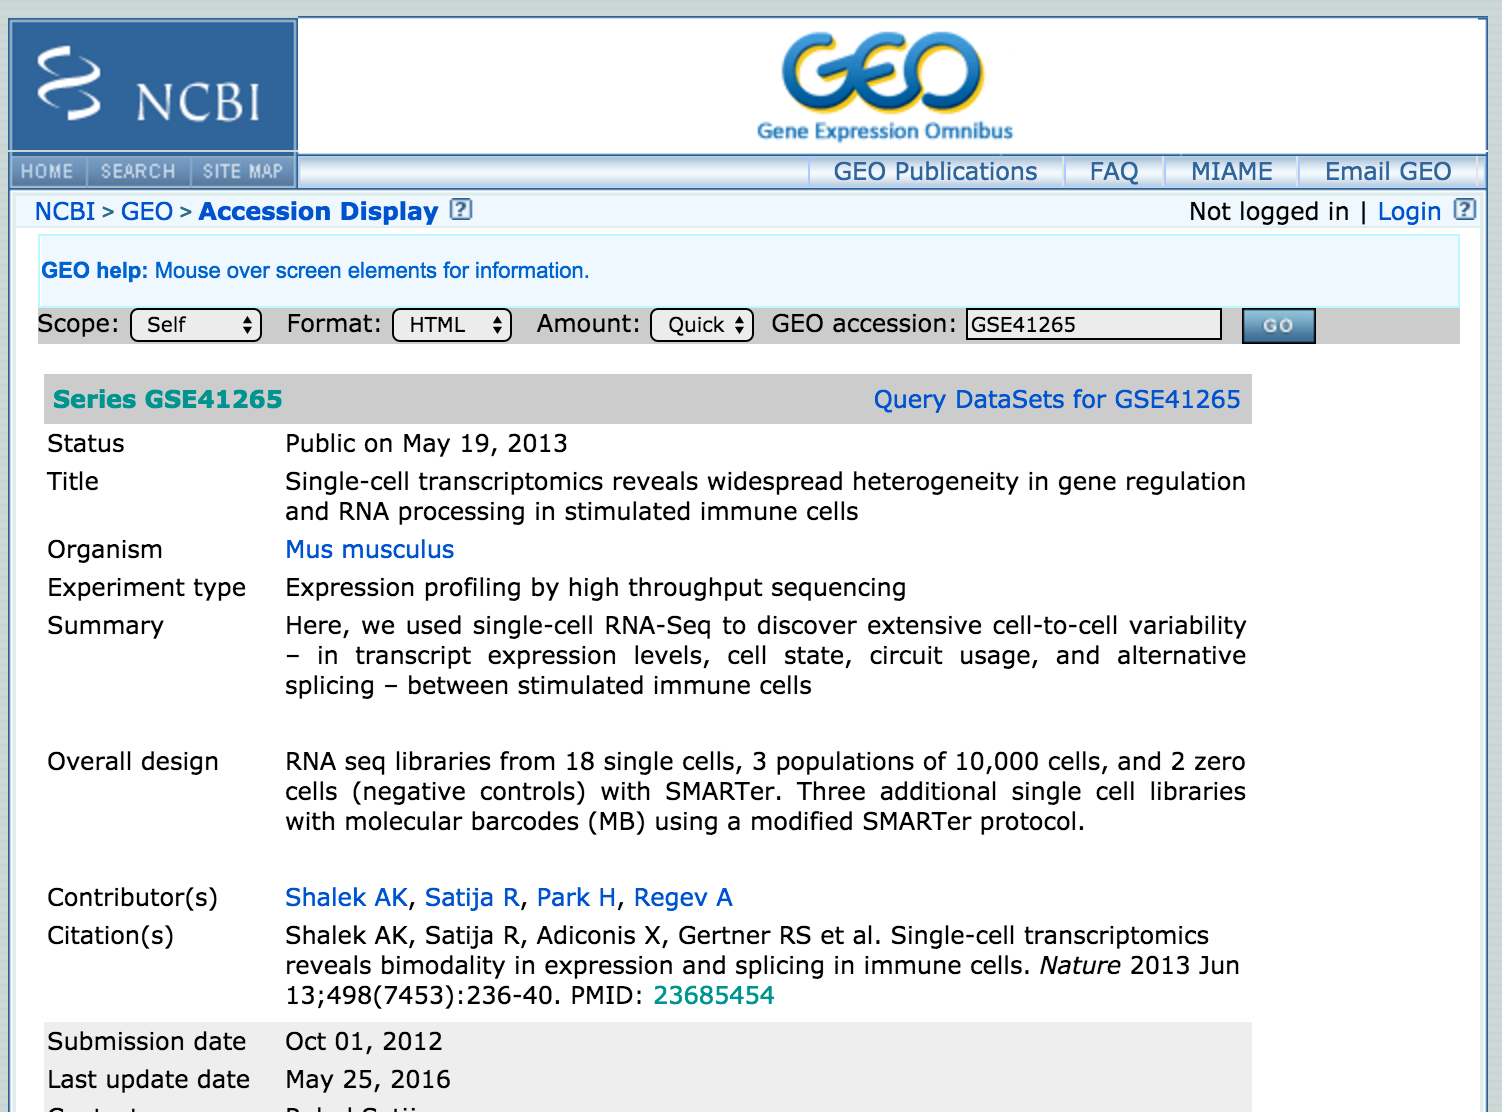 NCBI
GEO
Gene Expression Omnibus
HOME SEARCH SITE MAP GEO Publications FAQ MIAME Email GEO
NCBI > GEO > Accession Display ? Not logged in | Login ?
GEO help: Mouse over screen elements for information.
Scope: Self Format: HTML Amount: Quick GEO accession: GSE41265 GO
Series GSE41265 Query DataSets for GSE41265
Status Public on May 19, 2013
Title Single-cell transcriptomics reveals widespread heterogeneity in gene regulation
and RNA processing in stimulated immune cells
Organism Mus musculus
Experiment type Expression profiling by high throughput sequencing
Summary Here, we used single-cell RNA-Seq to discover extensive cell-to-cell variability
– in transcript expression levels, cell state, circuit usage, and alternative
splicing – between stimulated immune cells
Overall design RNA seq libraries from 18 single cells, 3 populations of 10,000 cells, and 2 zero
cells (negative controls) with SMARTer. Three additional single cell libraries
with molecular barcodes (MB) using a modified SMARTer protocol.
Contributor(s) Shalek AK, Satija R, Park H, Regev A
Citation(s) Shalek AK, Satija R, Adiconis X, Gertner RS et al. Single-cell transcriptomics
reveals bimodality in expression and splicing in immune cells. Nature 2013 Jun
13;498(7453):236-40. PMID: 23685454
Submission date Oct 01, 2012
Last update date May 25, 2016